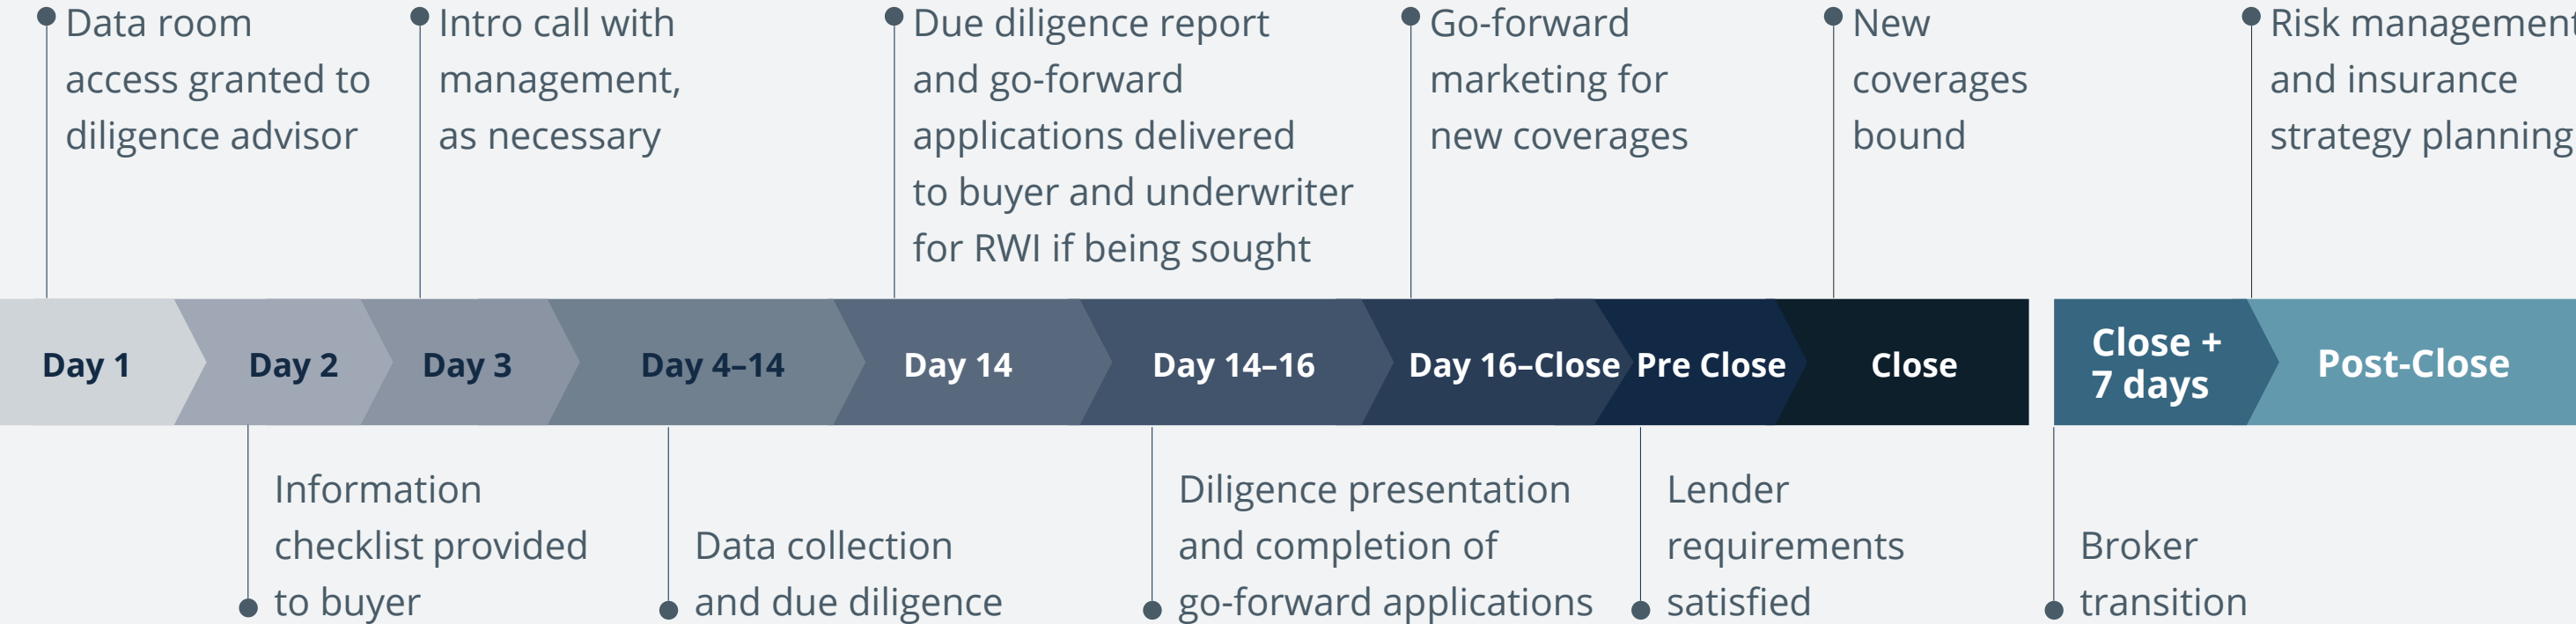 Data room
access granted to
diligence advisor
Intro call with
management,
as necessary
Due diligence report
and go-forward
applications delivered
to buyer and underwriter
for RWI if being sought
Go-forward
marketing for
new coverages
New
coverages
bound
Risk management
and insurance
strategy planning
Day 1
Day 2
Day 3
Day 4–14
Day 14
Day 14–16
Day 16–Close
Pre Close
Close
Close +
7 days
Post-Close
Information
checklist provided
to buyer
Data collection
and due diligence
Diligence presentation
and completion of
go-forward applications
Lender
requirements
satisfied
Broker
transition